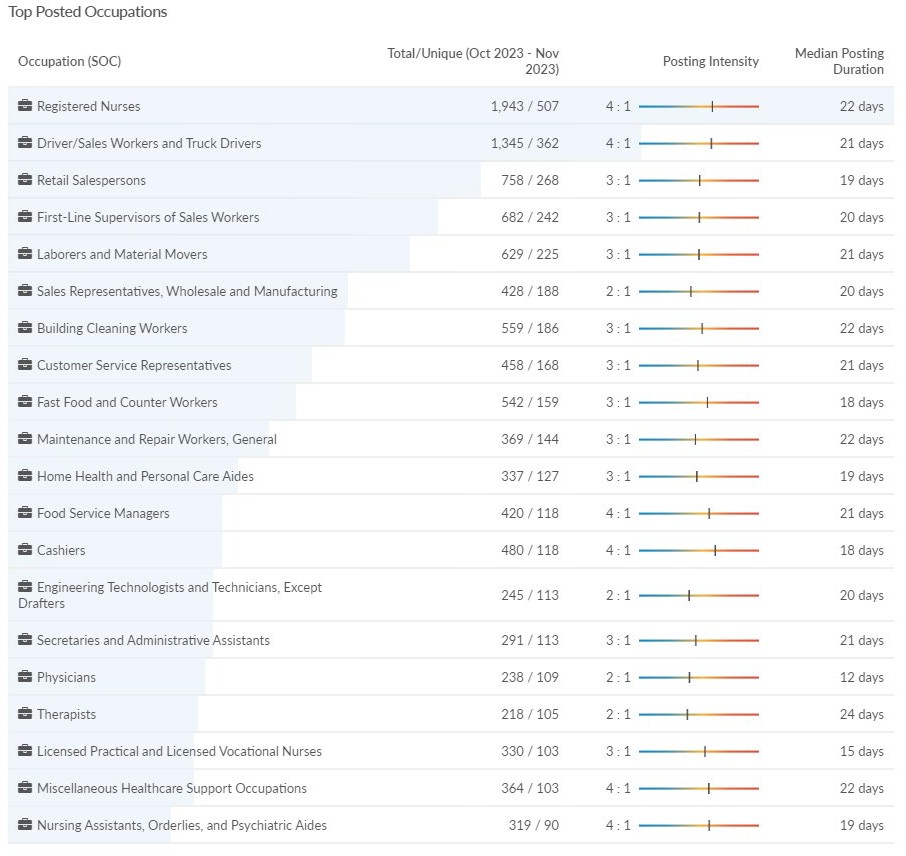 Top Posted Occupations
Occupation (SOC) Total/Unique (Oct 2023 - Nov 2023) Posting Intensity Median Posting Duration
Registered Nurses 1,943 / 507 4 : 1 22 days
Driver/Sales Workers and Truck Drivers 1,345 / 362 4 : 1 21 days
Retail Salespersons 758 / 268 3 : 1 19 days
First-Line Supervisors of Sales Workers 682 / 242 3 : 1 20 days
Laborers and Material Movers 629 / 225 3 : 1 21 days
Sales Representatives, Wholesale and Manufacturing 428 / 188 2 : 1 20 days
Building Cleaning Workers 559 / 186 3 : 1 22 days
Customer Service Representatives 458 / 168 3 : 1 21 days
Fast Food and Counter Workers 542 / 159 3 : 1 18 days
Maintenance and Repair Workers, General 369 / 144 3 : 1 22 days
Home Health and Personal Care Aides 337 / 127 3 : 1 19 days
Food Service Managers 420 / 118 4 : 1 21 days
Cashiers 480 / 118 4 : 1 18 days
Engineering Technologists and Technicians, Except
Drafters 245 / 113 2 : 1 20 days
Secretaries and Administrative Assistants 291 / 113 3 : 1 21 days
Physicians 238 / 109 2 : 1 12 days
Therapists 218 / 105 2 : 1 24 days
Licensed Practical and Licensed Vocational Nurses 330 / 103 3 : 1 15 days
Miscellaneous Healthcare Support Occupations 364 / 103 4 : 1 22 days
Nursing Assistants, Orderlies, and Psychiatric Aides 319 / 90 4 : 1 19 days